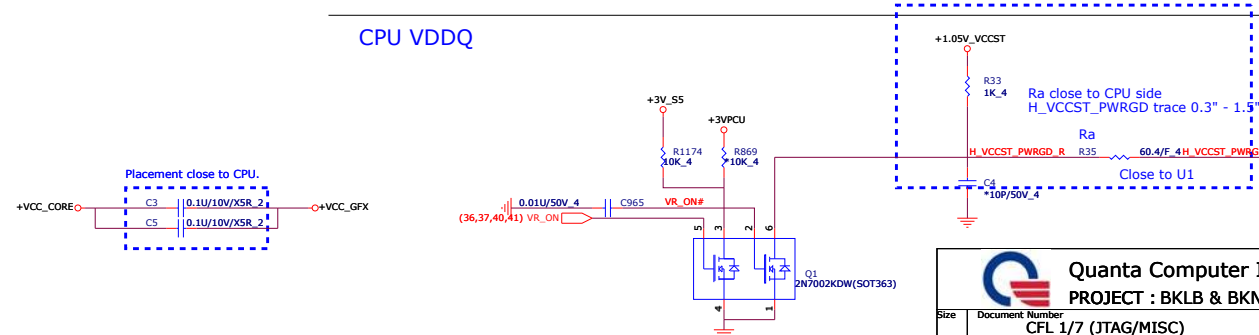 CPU VDDQ
+1.05V_VCCST
R33
1K_4
Ra close to CPU side
H_VCCST_PWRGD trace 0.3" - 1.5"
Ra
H_VCCST_PWRGD_R
R35
60.4/F_4
H_VCCST_PWRG
Close to U1
C4
*10P/50V_4
+3V_S5
+3VPCU
R1174
10K_4
R869
*10K_4
Placement close to CPU.
+VCC_CORE
C3
0.1U/10V/X5R_2
+VCC_GFX
C5
0.1U/10V/X5R_2
0.01U/50V_4
C965
VR_ON#
(36,37,40,41)
VR_ON
5
3
2
6
Q1
2N7002KDW(SOT363)
4
1
Quanta Computer I
PROJECT : BKLB & BKN
Size
Document Number
CFL 1/7 (JTAG/MISC)